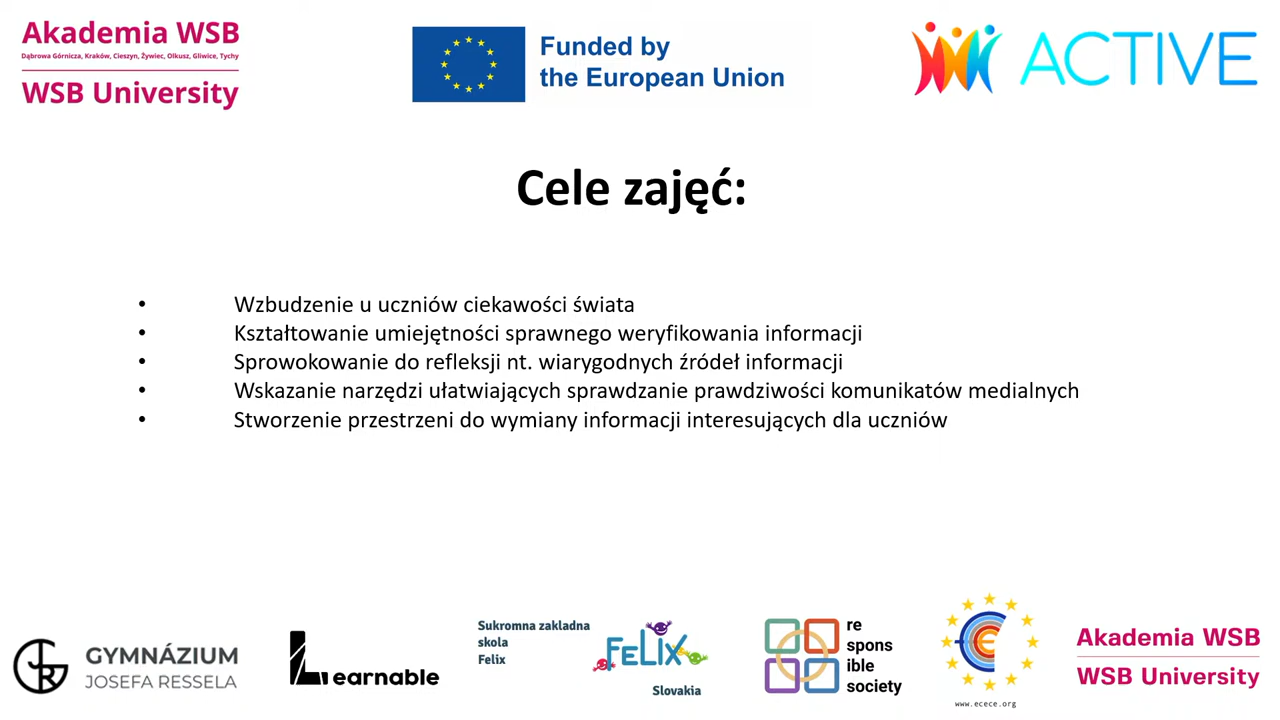 Akademia WSB
Dąbrowa Górnicza, Kraków, Cieszyn, Żywiec, Olkusz, Gliwice, Tychy
WSB University
Funded by
the European Union
ACTIVE
Cele zajęć:
• Wzbudzenie u uczniów ciekawości świata
• Kształtowanie umiejętności sprawnego weryfikowania informacji
• Sprowokowanie do refleksji nt. wiarygodnych źródeł informacji
• Wskazanie narzędzi ułatwiających sprawdzanie prawdziwości komunikatów medialnych
• Stworzenie przestrzeni do wymiany informacji interesujących dla uczniów
GYMNÁZIUM
JOSEFA RESSELA
Learnable
Sukromna zakladna
skola
Felix
FELIX
Slovakia
re
spons
ible
society
www.ecece.org
Akademia WSB
WSB University